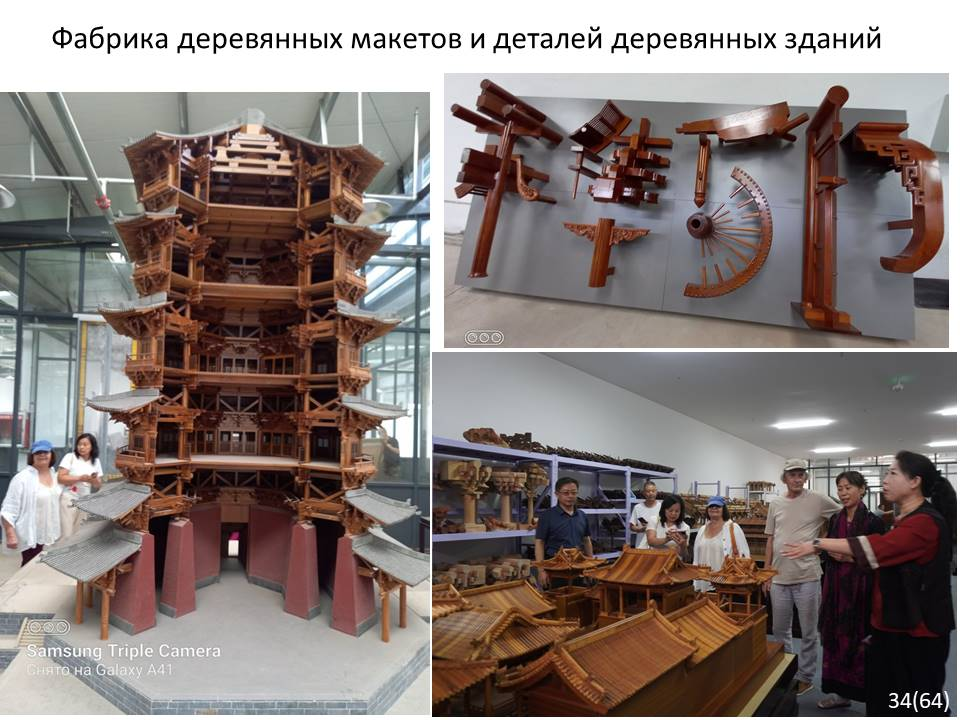 Фабрика деревянных макетов и деталей деревянных зданий
Samsung Triple Camera
Снято на Galaxy A41
34(64)